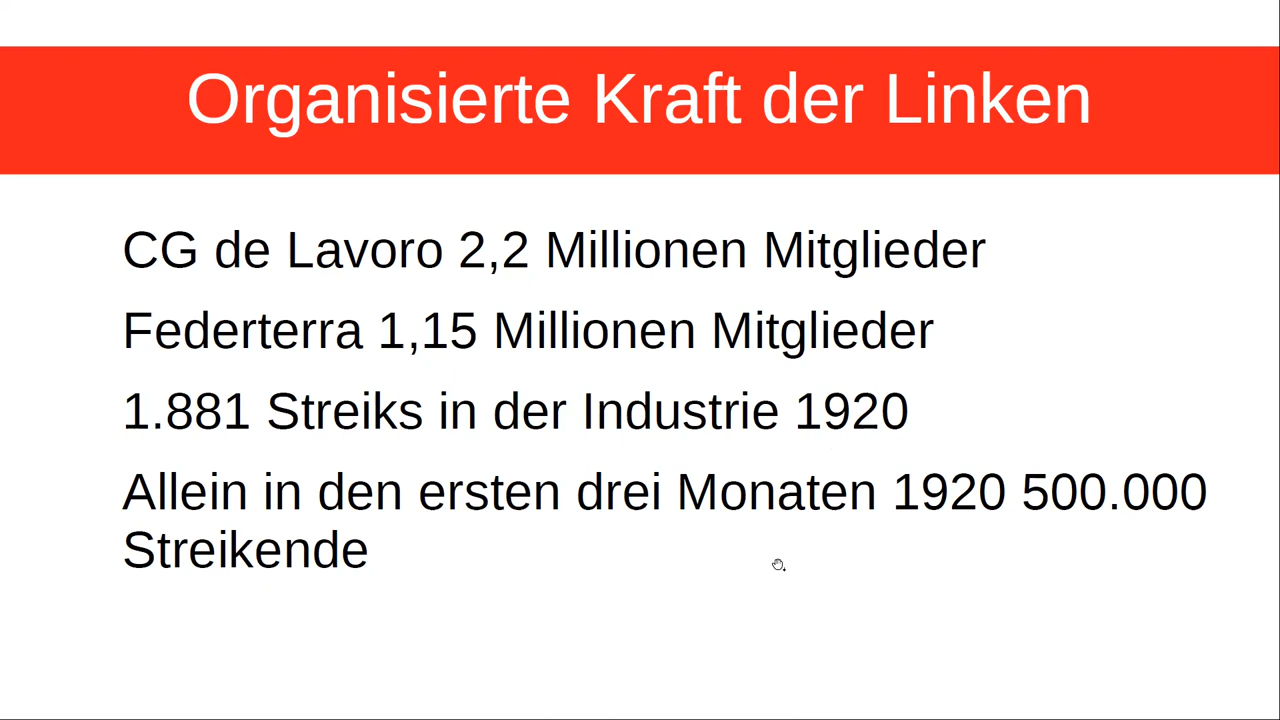 Organisierte Kraft der Linken
CG de Lavoro 2,2 Millionen Mitglieder
Federterra 1,15 Millionen Mitglieder
1.881 Streiks in der Industrie 1920
Allein in den ersten drei Monaten 1920 500.000
Streikende